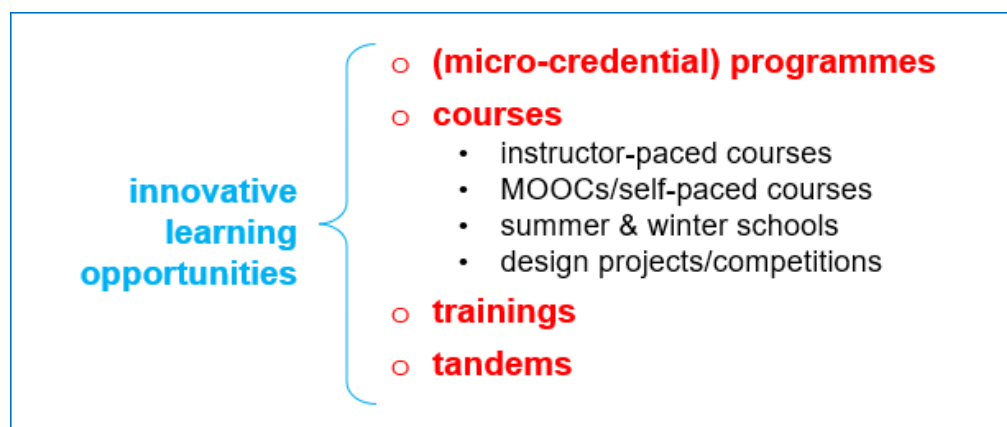 innovative
learning
opportunities
o (micro-credential) programmes
o courses
• instructor-paced courses
• MOOCs/self-paced courses
• summer & winter schools
• design projects/competitions
o trainings
o tandems